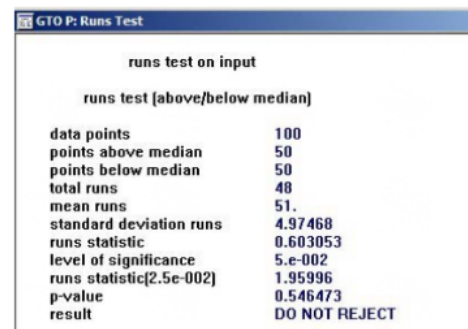 GTO P: Runs Test
runs test on input
runs test (above/below median)
data points 100
points above median 50
points below median 50
total runs 48
mean runs 51.
standard deviation runs 4.97468
runs statistic 0.603053
level of significance 5.e-002
runs statistic(2.5e-002) 1.95996
p-value 0.546473
result DO NOT REJECT